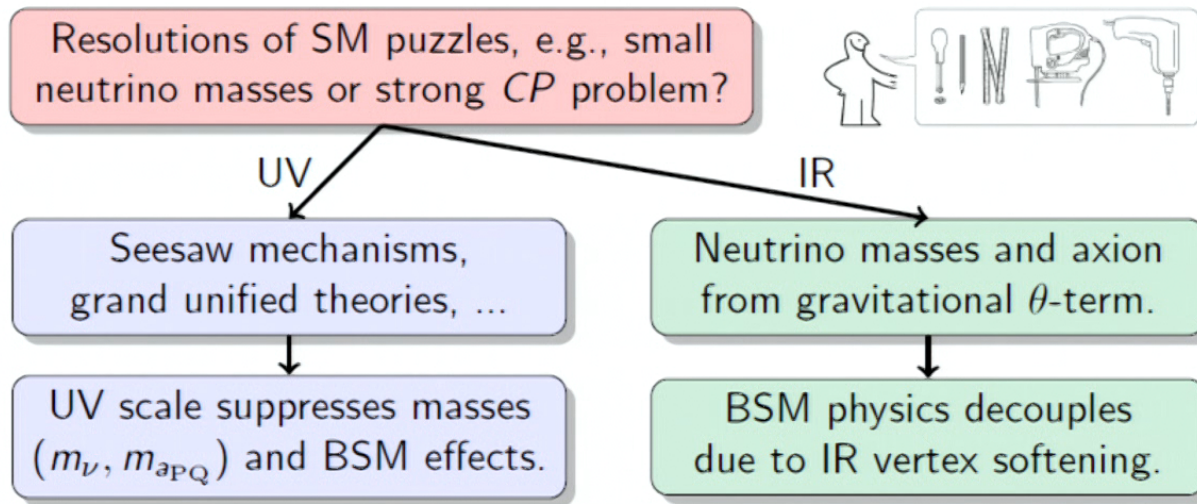 Resolutions of SM puzzles, e.g., small
neutrino masses or strong CP problem?
UV
IR
Seesaw mechanisms,
grand unified theories, ...
Neutrino masses and axion
from gravitational θ-term.
UV scale suppresses masses
(mν, maPQ) and BSM effects.
BSM physics decouples
due to IR vertex softening.